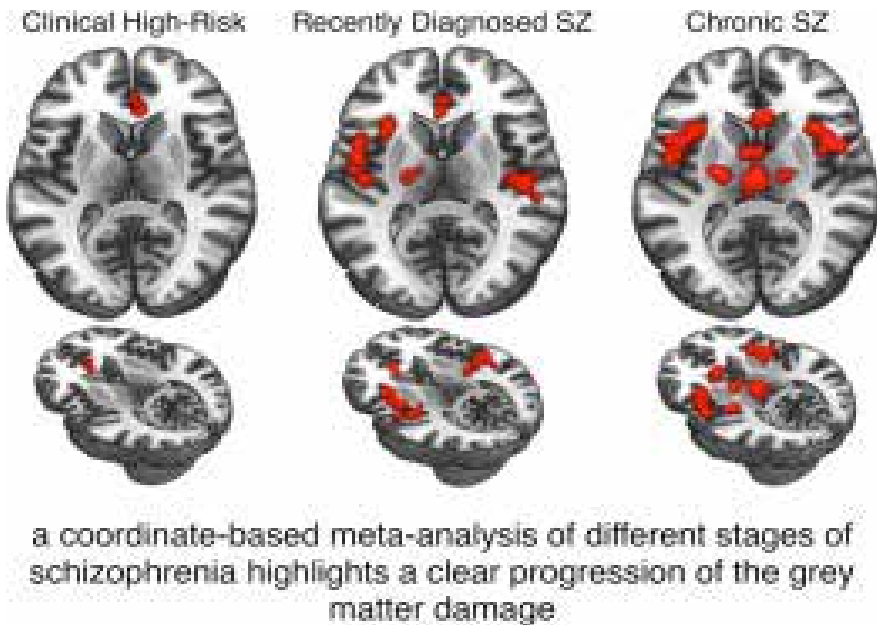 Clinical High-Risk Recently Diagnosed SZ Chronic SZ
a coordinate-based meta-analysis of different stages of
schizophrenia highlights a clear progression of the grey
matter damage